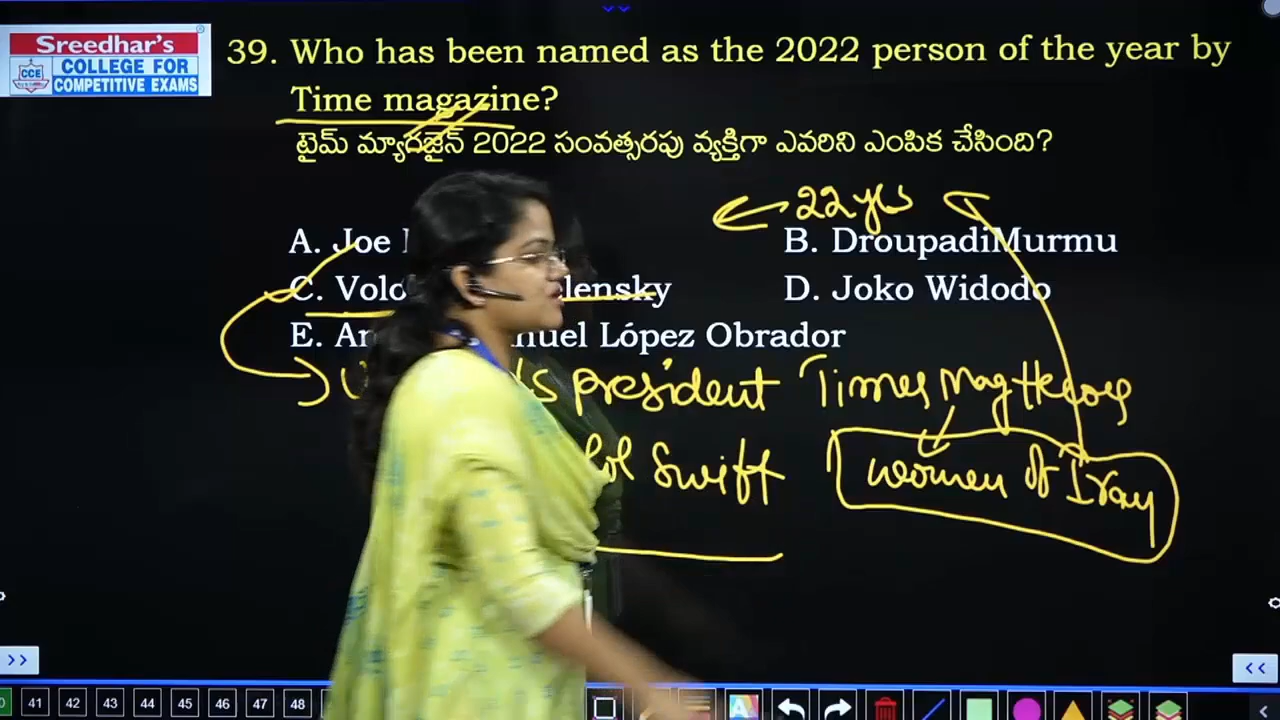 Sreedhar's
CCE
COLLEGE FOR
COMPETITIVE EXAMS
39. Who has been named as the 2022 person of the year by
Time magazine?
టైమ్ మ్యాగజైన్ 2022 సంవత్సరపు వ్యక్తిగా ఎవరిని ఎంపిక చేసింది?
22yrs
A. Joe
B. DroupadiMurmu
C. Volo lensky
D. Joko Widodo
E. An nuel López Obrador
president Times Mag Heroes
Swift women of Iran
>> <<
41 42 43 44 45 46 47 48